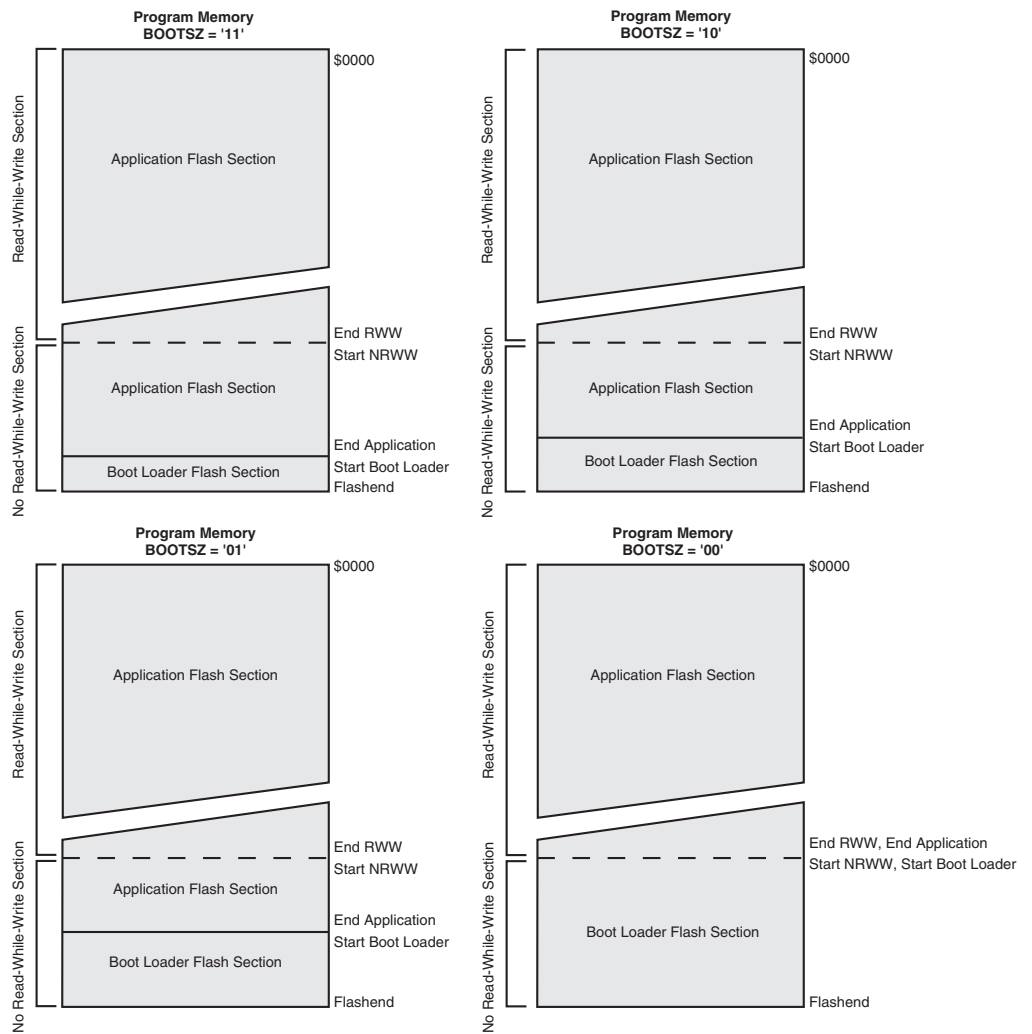 Program Memory
BOOTSZ = '11'
$0000
Read-While-Write Section
Application Flash Section
End RWW
Start NRWW
No Read-While-Write Section
Application Flash Section
End Application
Start Boot Loader
Boot Loader Flash Section
Flashend
Program Memory
BOOTSZ = '10'
$0000
Read-While-Write Section
Application Flash Section
End RWW
Start NRWW
No Read-While-Write Section
Application Flash Section
End Application
Start Boot Loader
Boot Loader Flash Section
Flashend
Program Memory
BOOTSZ = '01'
$0000
Read-While-Write Section
Application Flash Section
End RWW
Start NRWW
No Read-While-Write Section
Application Flash Section
End Application
Start Boot Loader
Boot Loader Flash Section
Flashend
Program Memory
BOOTSZ = '00'
$0000
Read-While-Write Section
Application Flash Section
End RWW, End Application
Start NRWW, Start Boot Loader
No Read-While-Write Section
Boot Loader Flash Section
Flashend